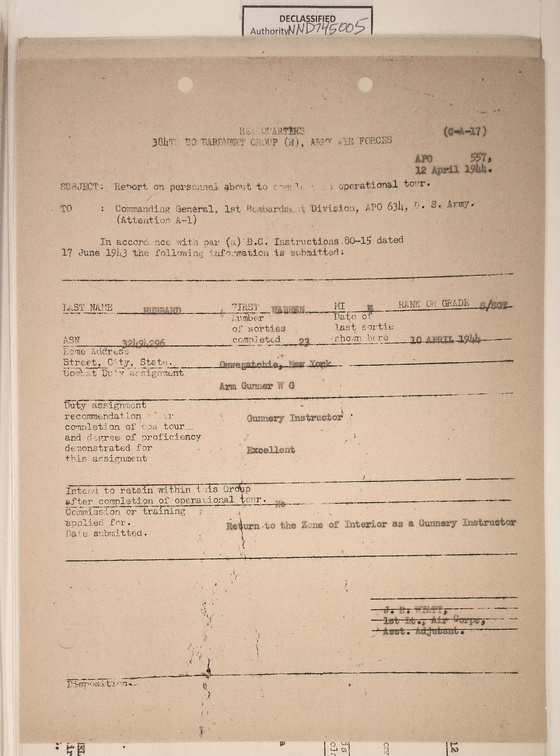 DECLASSIFIED
Authority NND745005
HEADQUARTERS
384TH BOMBARDMENT GROUP (H), ARMY AIR FORCES
(C-A-17)
APO 557,
12 April 1944.
SUBJECT: Report on personnel about to operational tour.
TO : Commanding General, 1st Bombardment Division, APO 634, U. S. Army.
(Attention A-1)
In accordance with par (a) B.C. Instructions 80-15 dated
17 June 1943 the following information is submitted:
LAST NAME HUBBARD FIRST WARREN MI E RANK OR GRADE S/SGT
Number of sorties completed 23
Date of last sortie shown here 10 APRIL 1944
ASN
Home Address
Street, City, State. Oswegatchie, New York
Combat Duty assignment
Arm Gunner W G
Duty assignment
recommendation
completion of ops tour
and degree of proficiency
demonstrated for
this assignment
Gunnery Instructor
Excellent
Intend to retain within this Group
after completion of operational tour. No
Commission or training
applied for. Return to the Zone of Interior as a Gunnery Instructor
Date submitted.
1st Lt., Air Corps,
Asst. Adjutant.
Disposition.